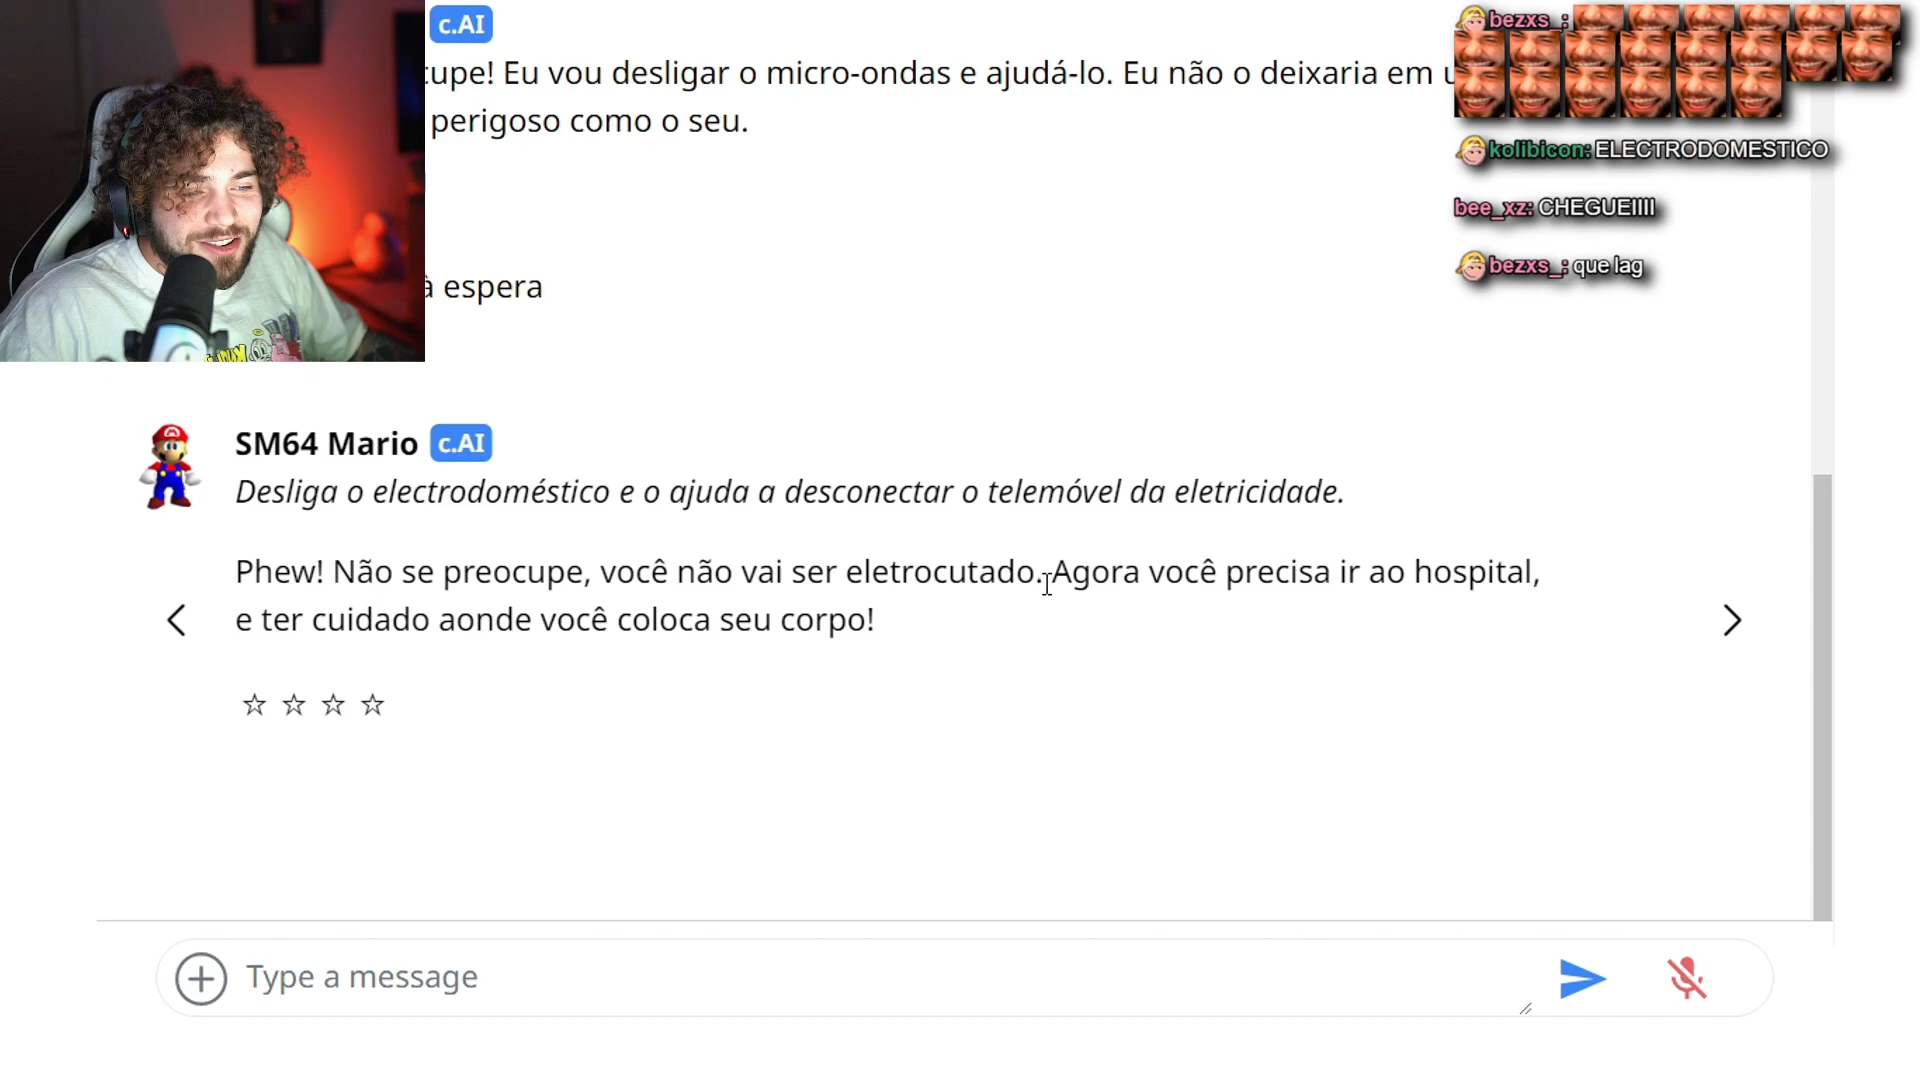 c.AI
cupe! Eu vou desligar o micro-ondas e ajudá-lo. Eu não o deixaria em
perigoso como o seu.
à espera
SM64 Mario c.AI
Desliga o electrodoméstico e o ajuda a desconectar o telemóvel da eletricidade.
Phew! Não se preocupe, você não vai ser eletrocutado. Agora você precisa ir ao hospital,
e ter cuidado aonde você coloca seu corpo!
☆ ☆ ☆ ☆
Type a message
bezxs_:
kolibicon: ELECTRODOMESTICO
bee_xz: CHEGUEIIII
bezxs_: que lag